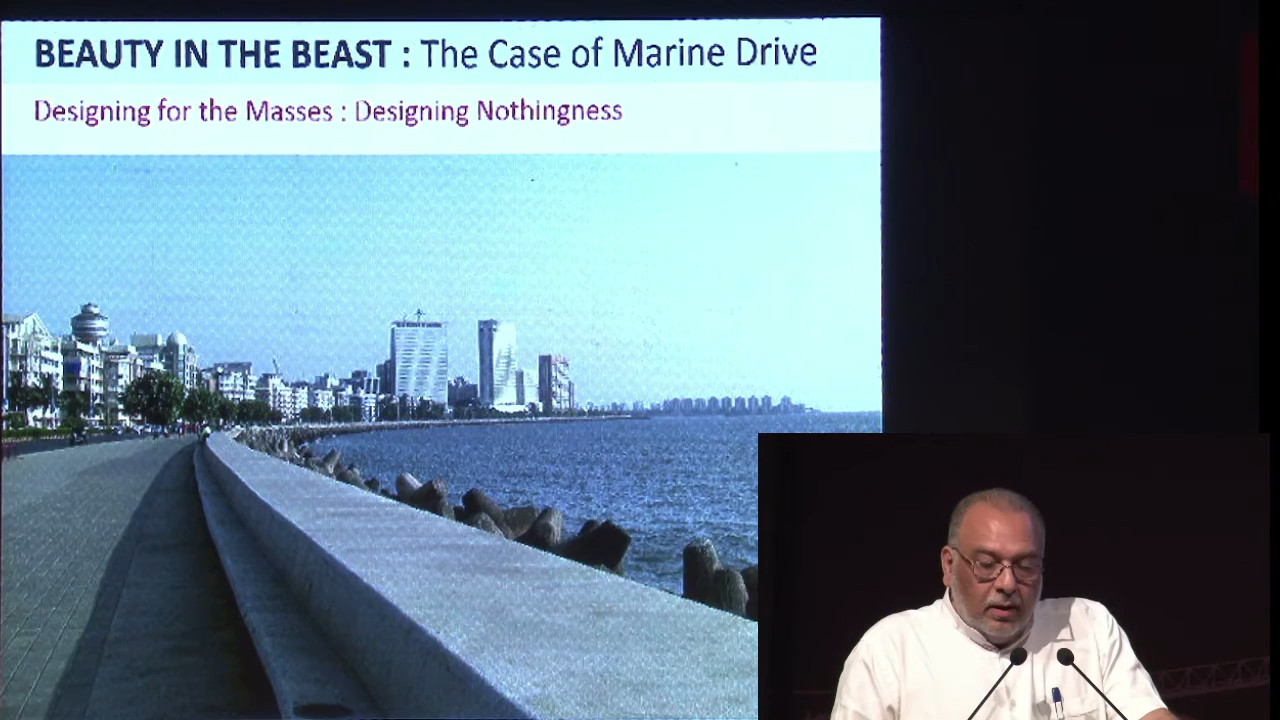 BEAUTY IN THE BEAST : The Case of Marine Drive
Designing for the Masses : Designing Nothingness